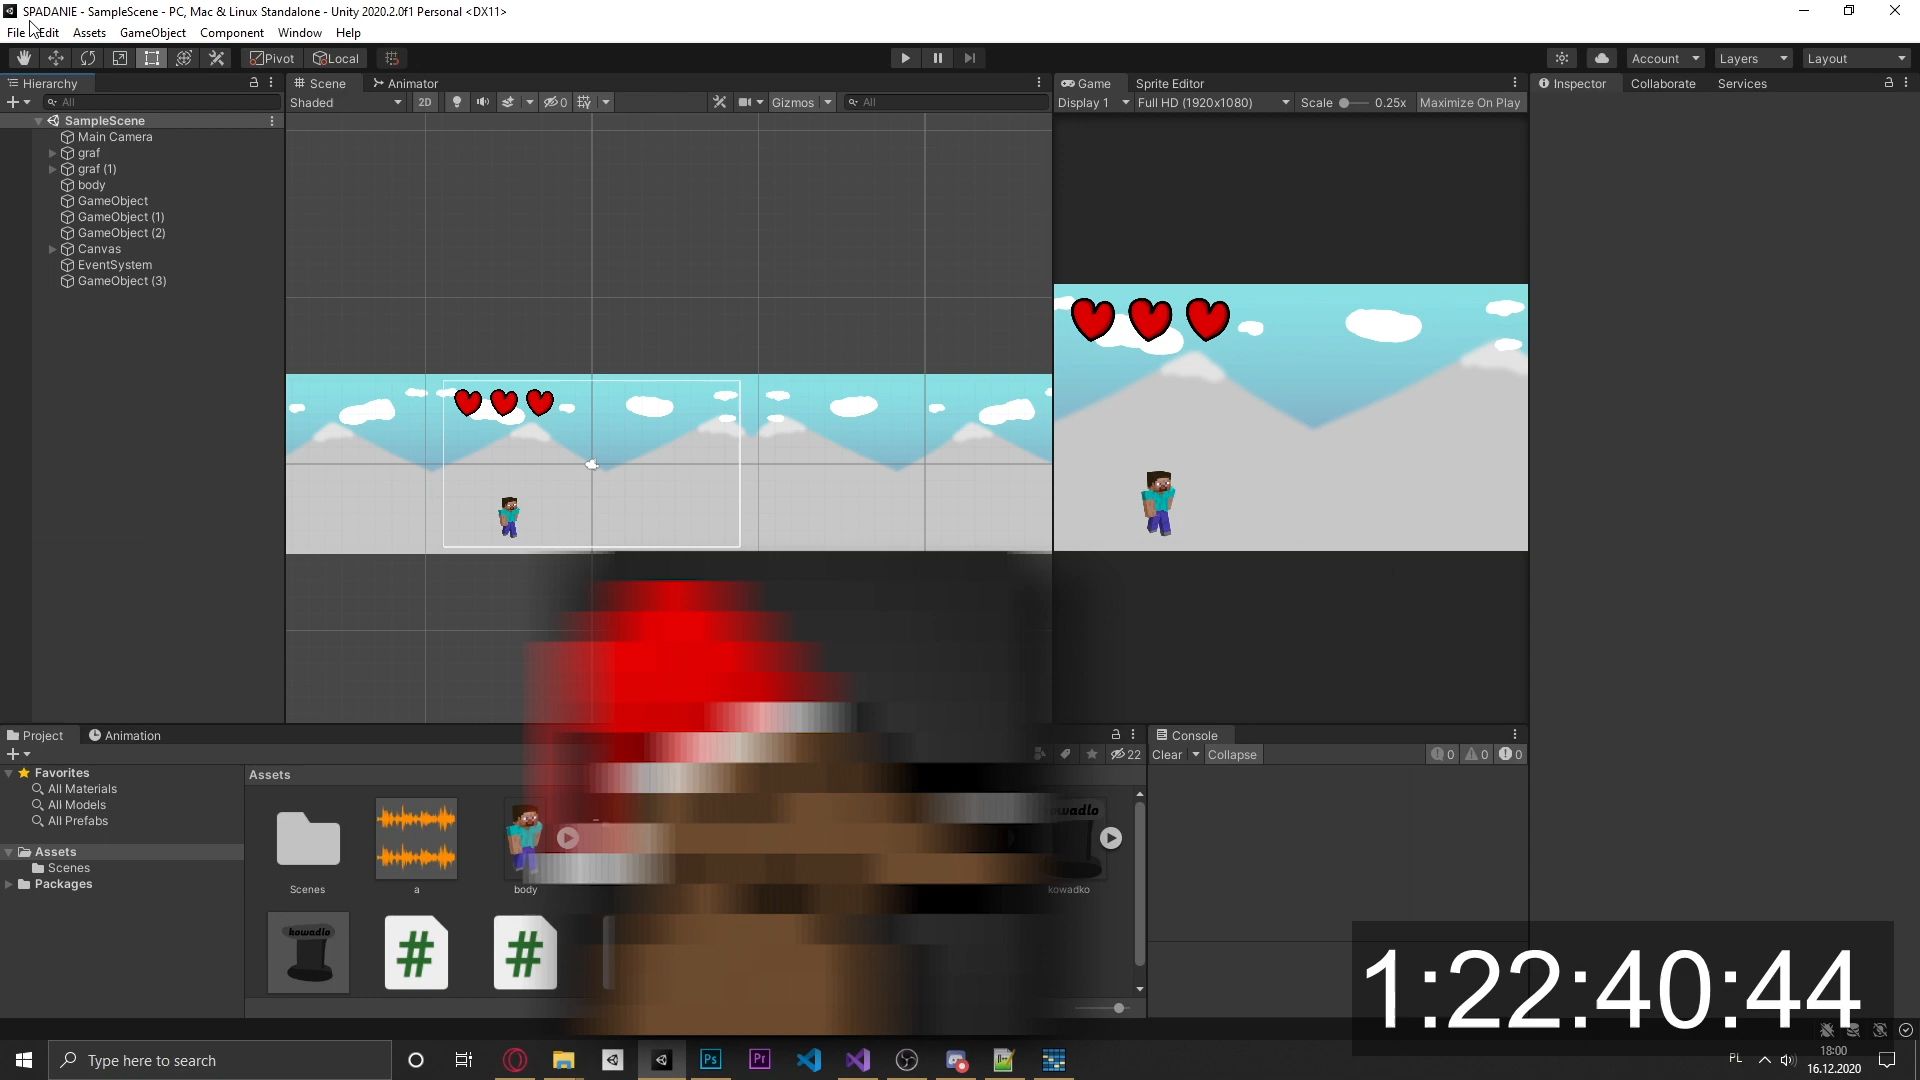 SPADANIE - SampleScene - PC, Mac & Linux Standalone - Unity 2020.2.0f1 Personal <DX11>
File Edit Assets GameObject Component Window Help
Pivot Local Account Layers Layout
Hierarchy Scene Animator Game Sprite Editor Inspector Collaborate Services
All Shaded 2D 0 Gizmos All Display 1 Full HD (1920x1080) Scale 0.25x Maximize On Play
SampleScene
Main Camera
graf
graf (1)
body
GameObject
GameObject (1)
GameObject (2)
Canvas
EventSystem
GameObject (3)
Project Animation Console
22 Clear Collapse 0 0 0
Favorites
All Materials
All Models
All Prefabs
Assets
Scenes
Packages
Assets
kowadlo
Scenes a body kowadko
kowadlo
# #
1:22:40:44
Type here to search
Ps Pr
PL 18:00
16.12.2020